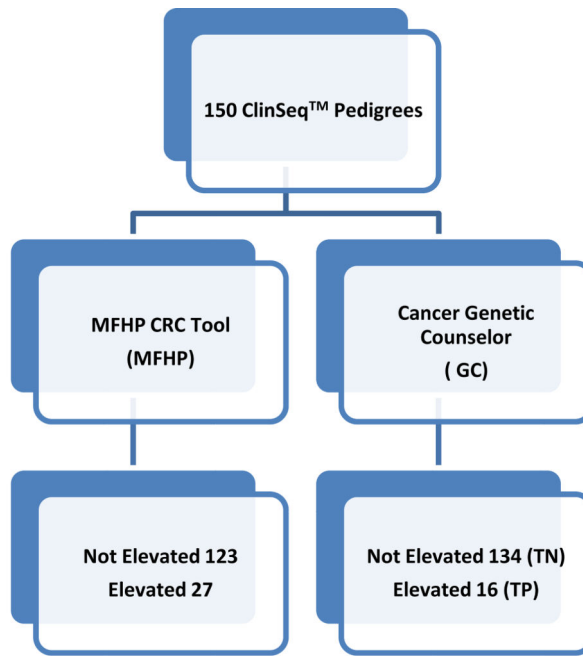 150 ClinSeq™ Pedigrees
MFHP CRC Tool
(MFHP)
Cancer Genetic
Counselor
( GC)
Not Elevated 123
Elevated 27
Not Elevated 134 (TN)
Elevated 16 (TP)